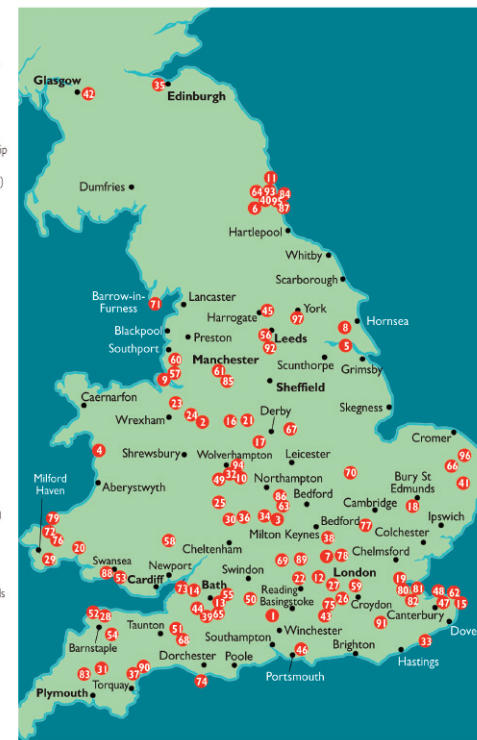 Glasgow
42
35
Edinburgh
ip
)
Dumfries
11
64 93 84
40 95
6 87
Hartlepool
Whitby
Scarborough
Barrow-in-
Furness
71
Lancaster
Harrogate
45
York
97
8
Hornsea
Blackpool
Preston
56
Leeds
5
Southport
92
60
Manchester
Scunthorpe
Grimsby
57
61
9
85
Sheffield
Caernarfon
23
Skegness
Wrexham
24
2
16
21
Derby
67
17
Cromer
4
Shrewsbury
Wolverhampton
Leicester
96
94
66
Milford
Haven
32
49
10
70
Bury St
Edmunds
41
Aberystwyth
Northampton
86
Bedford
18
79
25
63
Cambridge
Ipswich
72
30
36
34
3
Bedford
77
76
58
Milton Keynes
38
Colchester
20
Cheltenham
29
Swansea
Newport
69
89
7
78
Chelmsford
ds
88
53
Cardiff
Swindon
22
12
London
19
73
14
Bath
Reading
27
59
80
81
48
62
55
50
Basingstoke
26
Croydon
82
47
15
44
13
75
Canterbury
52
28
39
65
1
43
91
Dove
Taunton
51
Winchester
33
54
68
Southampton
Barnstaple
46
Brighton
Hastings
Dorchester
Poole
Portsmouth
83
31
90
37
Torquay
74
Plymouth